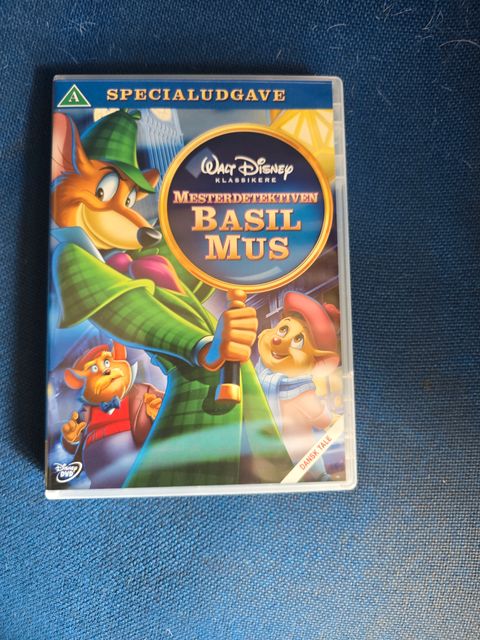 A
SPECIALUDGAVE
WALT DISNEY
KLASSIKERE
MESTERDETEKTIVEN
BASIL
MUS
DISNEY
DVD
DANSK TALE